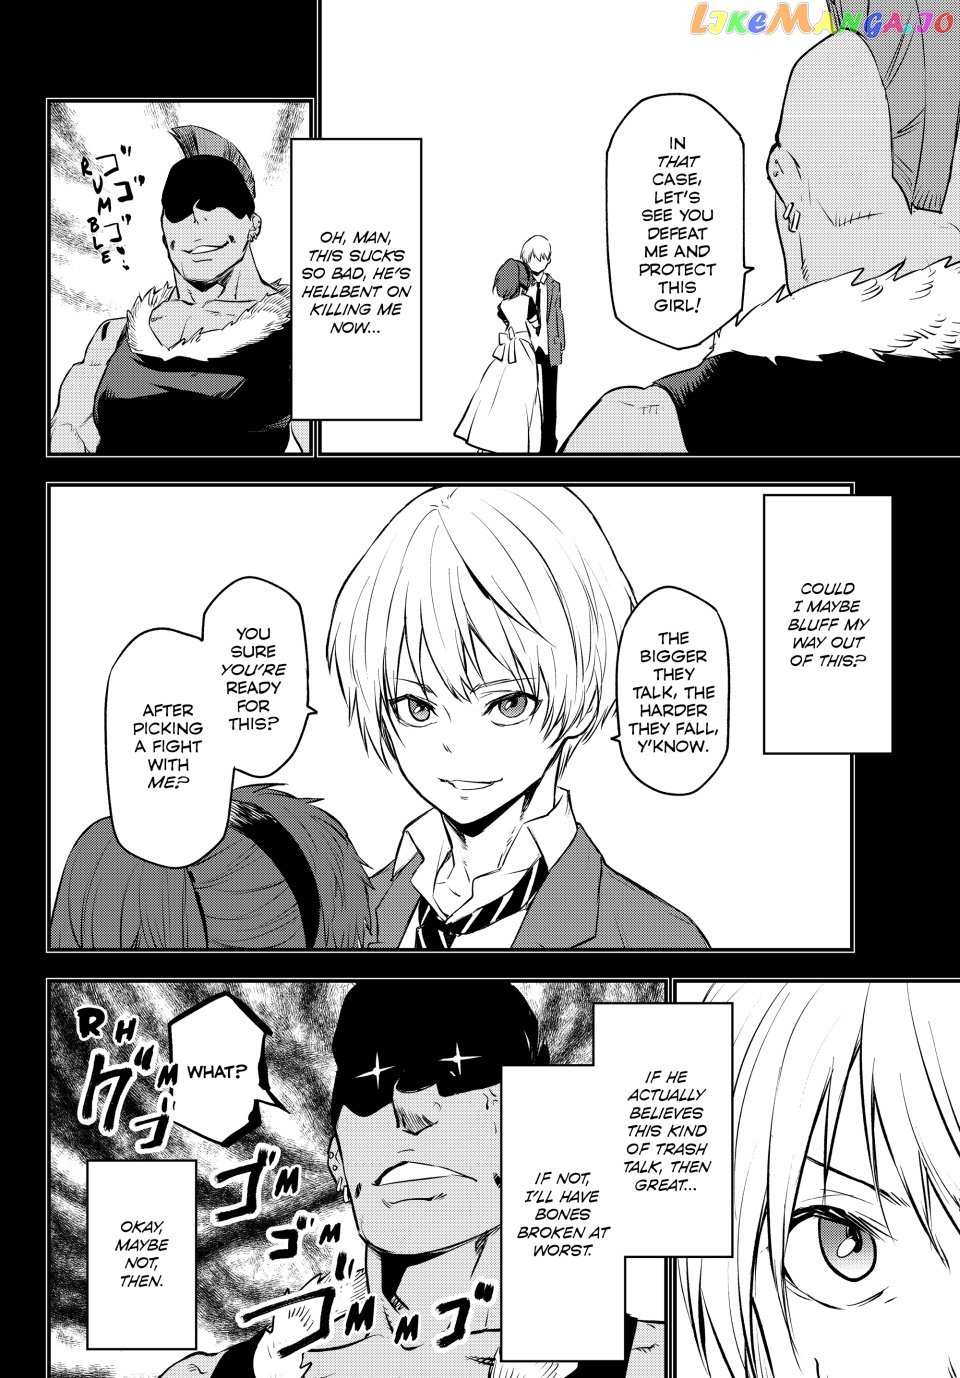 LIKEMANGA.IO
IN
THAT
CASE,
LET'S
SEE YOU
DEFEAT
ME AND
PROTECT
THIS
GIRL!
OH, MAN,
THIS SUCKS
SO BAD, HE'S
HELLBENT ON
KILLING ME
NOW...
ゴゴゴ
RUMBLE
COULD
I MAYBE
BLUFF MY
WAY OUT
OF THIS?
THE
BIGGER
THEY
TALK, THE
HARDER
THEY FALL,
Y'KNOW.
YOU
SURE
YOU'RE
READY
FOR
THIS?
AFTER
PICKING
A FIGHT
WITH
ME?
IF HE
ACTUALLY
BELIEVES
THIS KIND
OF TRASH
TALK, THEN
GREAT...
IF NOT,
I'LL HAVE
BONES
BROKEN AT
WORST.
WHAT?
RHMMMMM
グゴゴゴゴゴ
OKAY,
MAYBE
NOT,
THEN.